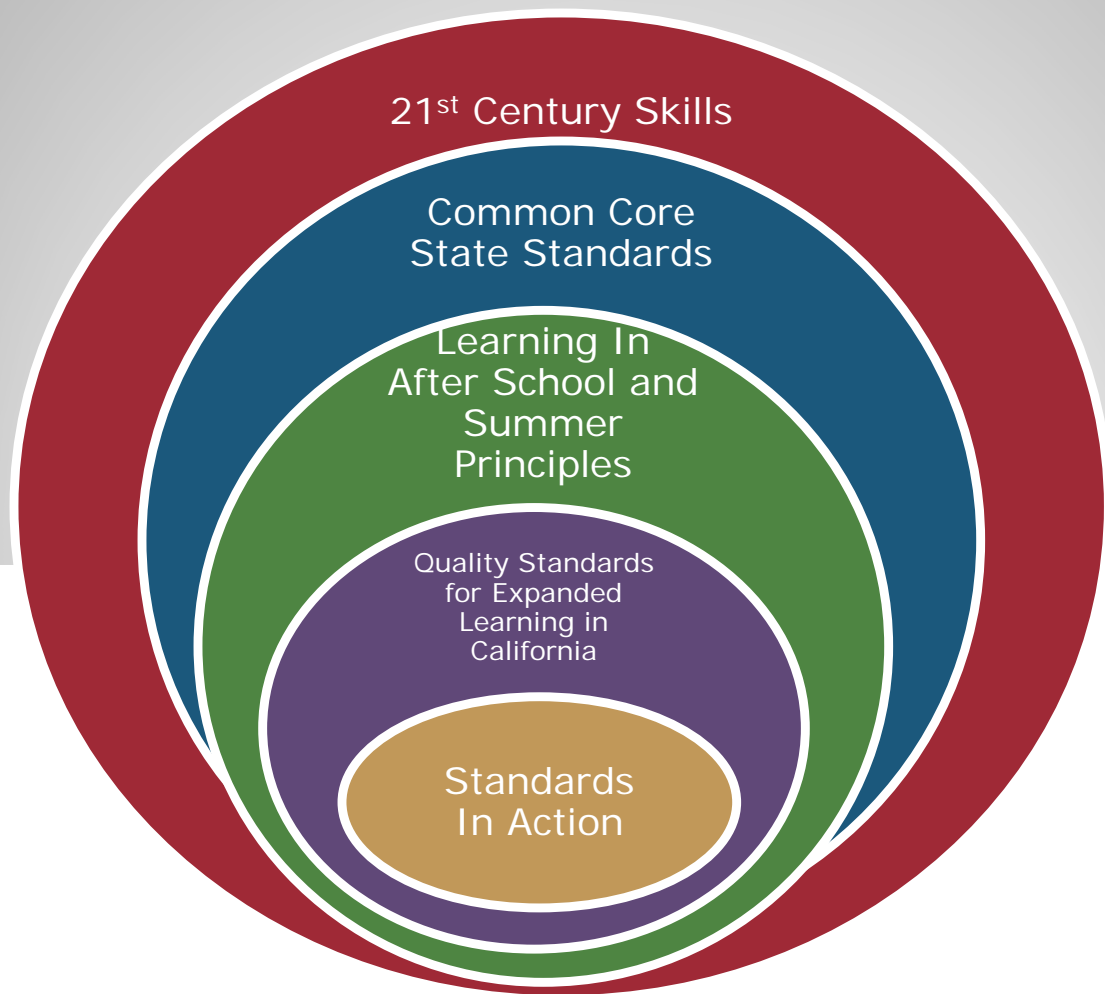 21st Century Skills
Common Core
State Standards
Learning In
After School and
Summer
Principles
Quality Standards
for Expanded
Learning in
California
Standards
In Action